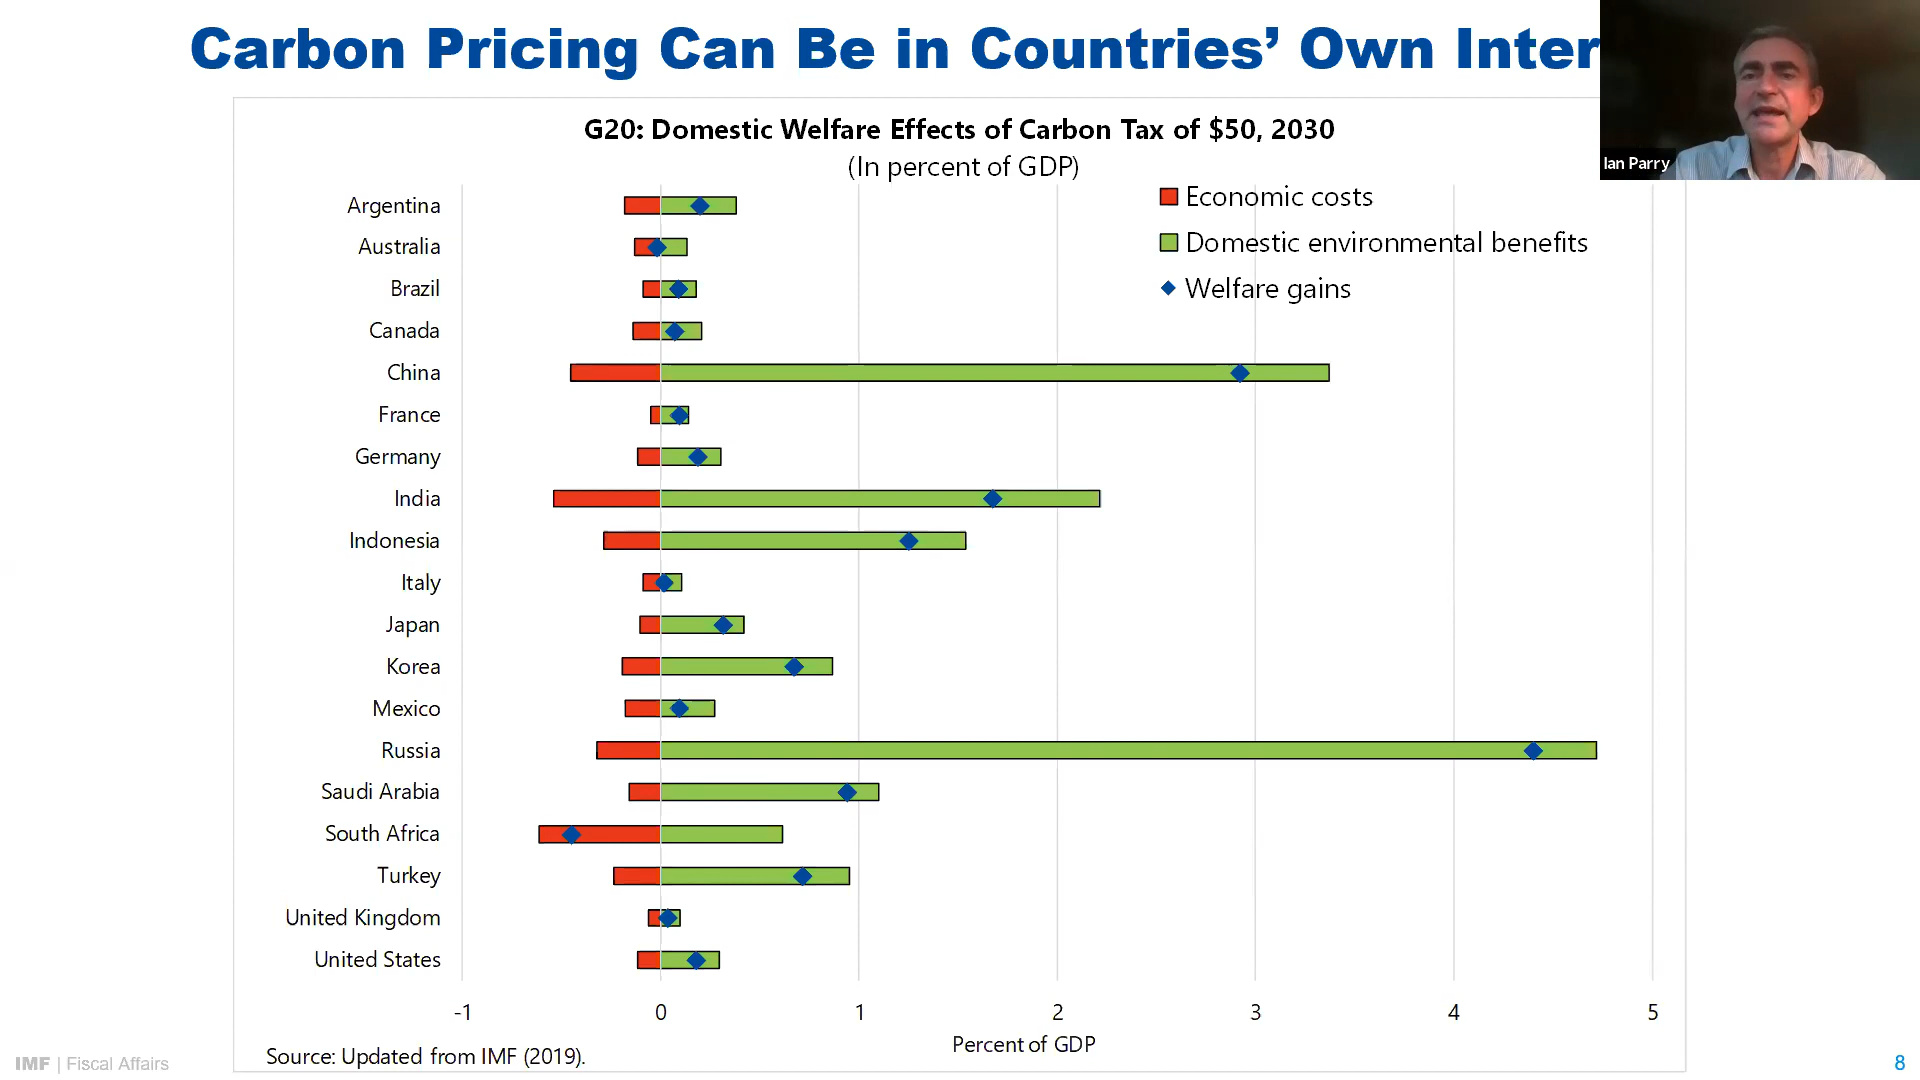 Carbon Pricing Can Be in Countries’ Own Inter
Ian Parry
G20: Domestic Welfare Effects of Carbon Tax of $50, 2030
(In percent of GDP)
Economic costs
Domestic environmental benefits
Welfare gains
Argentina
Australia
Brazil
Canada
China
France
Germany
India
Indonesia
Italy
Japan
Korea
Mexico
Russia
Saudi Arabia
South Africa
Turkey
United Kingdom
United States
-1 0 1 2 3 4 5
Percent of GDP
Source: Updated from IMF (2019).
IMF | Fiscal Affairs
8